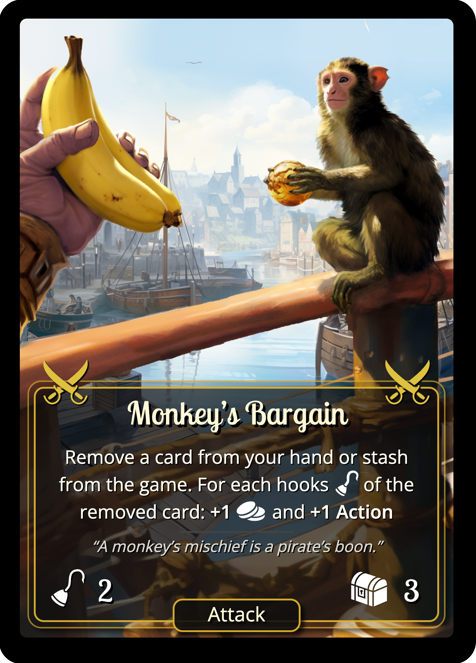 Monkey's Bargain
Remove a card from your hand or stash
from the game. For each hooks of the
removed card: +1 and +1 Action
“A monkey’s mischief is a pirate’s boon.”
2
3
Attack